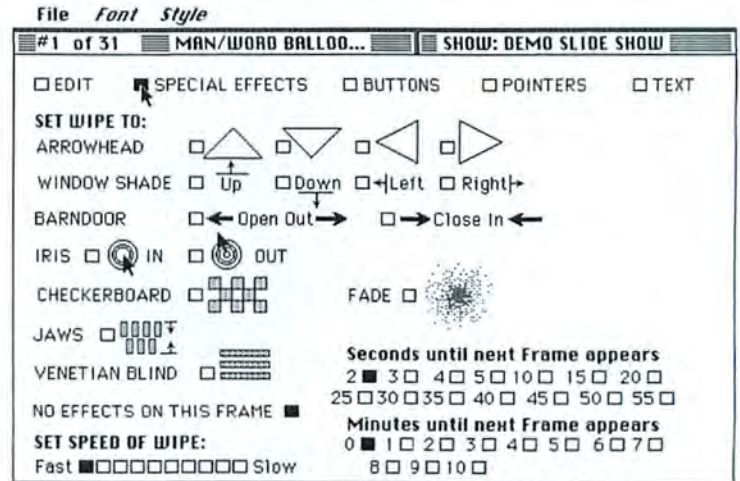 File Font Style
#1 of 31 MAN/WORD BALLOO... SHOW: DEMO SLIDE SHOW
EDIT SPECIAL EFFECTS BUTTONS POINTERS TEXT
SET WIPE TO:
ARROWHEAD
WINDOW SHADE Up Down Left Right
BARNDOOR Open Out Close In
IRIS IN OUT
CHECKERBOARD FADE
JAWS
Seconds until next Frame appears
VENETIAN BLIND 2 3 4 5 10 15 20
25 30 35 40 45 50 55
NO EFFECTS ON THIS FRAME
Minutes until next Frame appears
SET SPEED OF WIPE: 0 1 2 3 4 5 6 7
Fast Slow 8 9 10